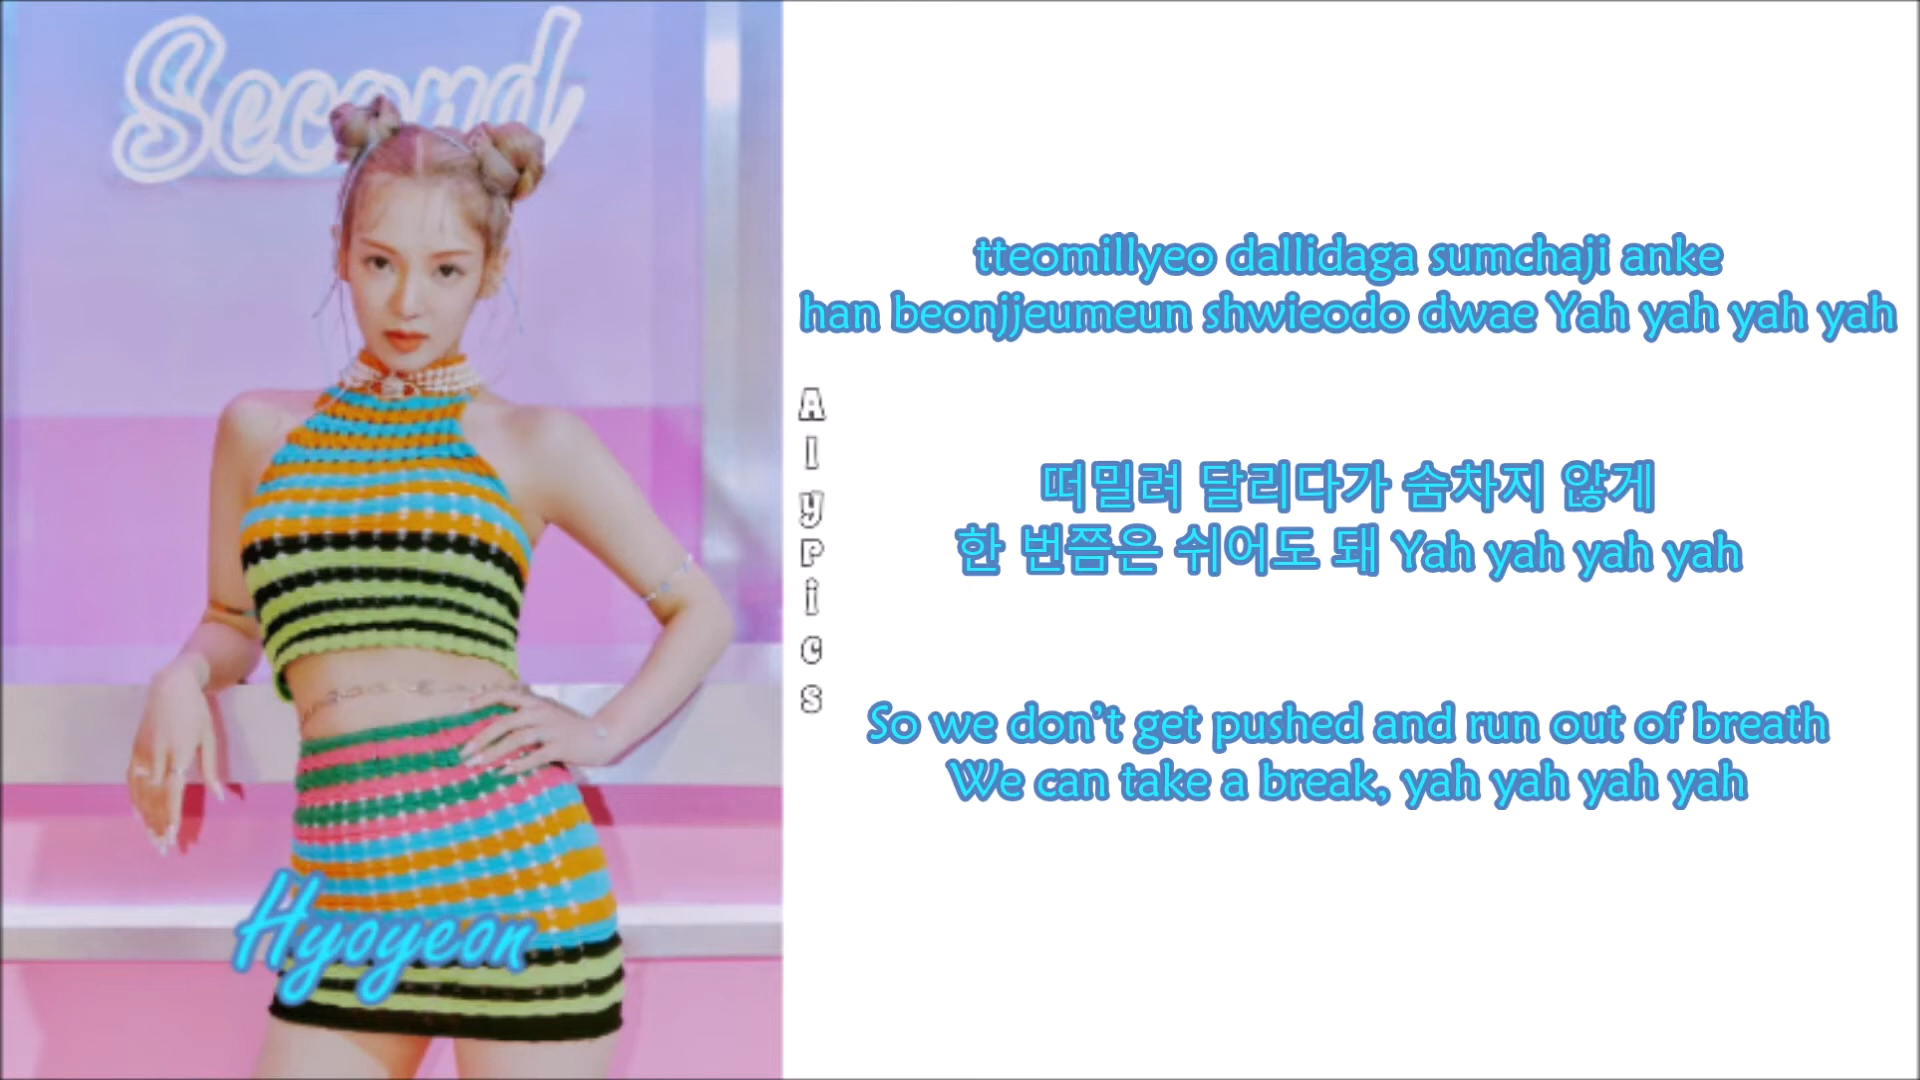 Second
Hyoyeon
AlyPics
tteomillyeo dallidaga sumchaji anke
han beonjjeumeun shwieodo dwae Yah yah yah yah
떠밀려 달리다가 숨차지 않게
한 번쯤은 쉬어도 돼 Yah yah yah yah
So we don't get pushed and run out of breath
We can take a break, yah yah yah yah